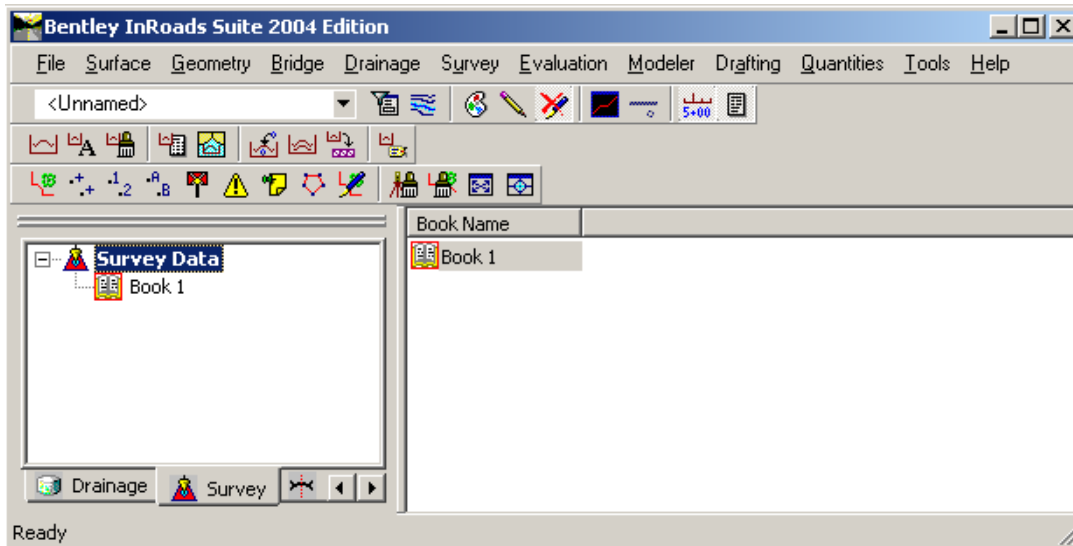 Bentley InRoads Suite 2004 Edition
File Surface Geometry Bridge Drainage Survey Evaluation Modeler Drafting Quantities Tools Help
<Unnamed>
5+00
Book Name
Survey Data
Book 1
Book 1
Drainage Survey
Ready